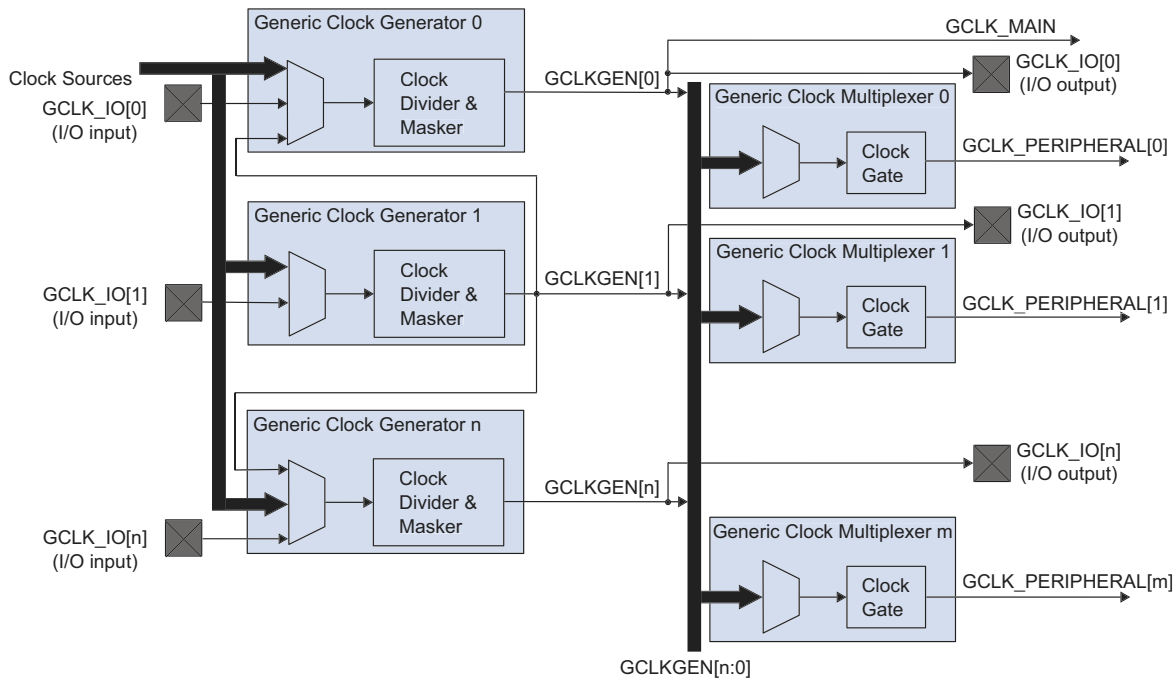 Generic Clock Generator 0
Clock Sources
GCLK_IO[0]
(I/O input)
Clock
Divider &
Masker
GCLKGEN[0]
GCLK_MAIN
GCLK_IO[0]
(I/O output)
Generic Clock Multiplexer 0
Clock
Gate
GCLK_PERIPHERAL[0]
Generic Clock Generator 1
GCLK_IO[1]
(I/O input)
Clock
Divider &
Masker
GCLKGEN[1]
GCLK_IO[1]
(I/O output)
Generic Clock Multiplexer 1
Clock
Gate
GCLK_PERIPHERAL[1]
Generic Clock Generator n
GCLK_IO[n]
(I/O input)
Clock
Divider &
Masker
GCLKGEN[n]
GCLK_IO[n]
(I/O output)
Generic Clock Multiplexer m
Clock
Gate
GCLK_PERIPHERAL[m]
GCLKGEN[n:0]